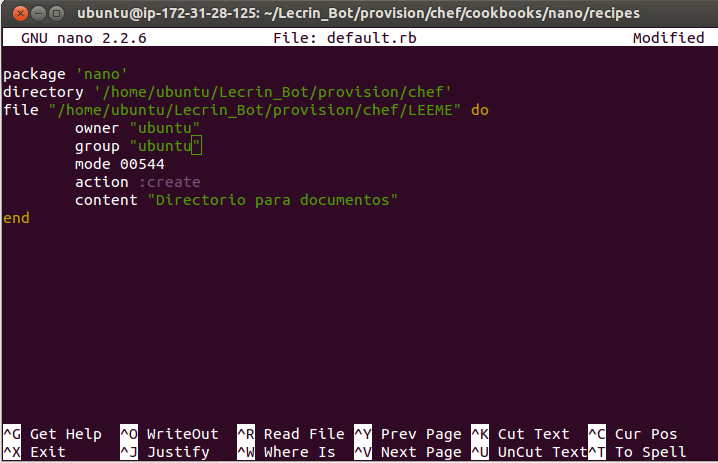 ubuntu@ip-172-31-28-125: ~/Lecrin_Bot/provision/chef/cookbooks/nano/recipes
GNU nano 2.2.6 File: default.rb Modified
package 'nano'
directory '/home/ubuntu/Lecrin_Bot/provision/chef'
file "/home/ubuntu/Lecrin_Bot/provision/chef/LEEME" do
owner "ubuntu"
group "ubuntu"
mode 00544
action :create
content "Directorio para documentos"
end
^G Get Help ^O WriteOut ^R Read File ^Y Prev Page ^K Cut Text ^C Cur Pos
^X Exit ^J Justify ^W Where Is ^V Next Page ^U UnCut Text ^T To Spell